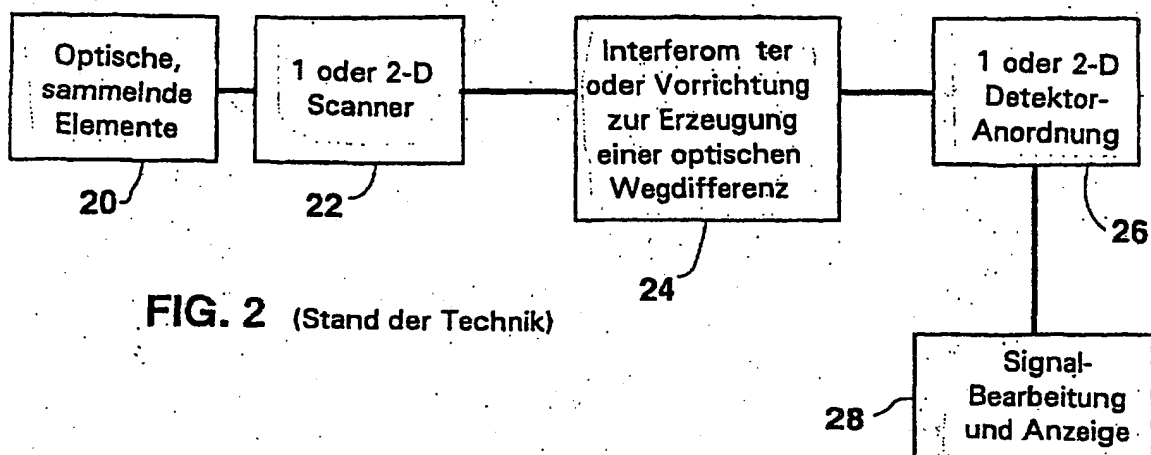 Optische,
sammelnde
Elemente
20
1 oder 2-D
Scanner
22
Interferom ter
oder Vorrichtung
zur Erzeugung
einer optischen
Wegdifferenz
24
1 oder 2-D
Detektor-
Anordnung
26
Signal-
Bearbeitung
und Anzeige
28
FIG. 2 (Stand der Technik)